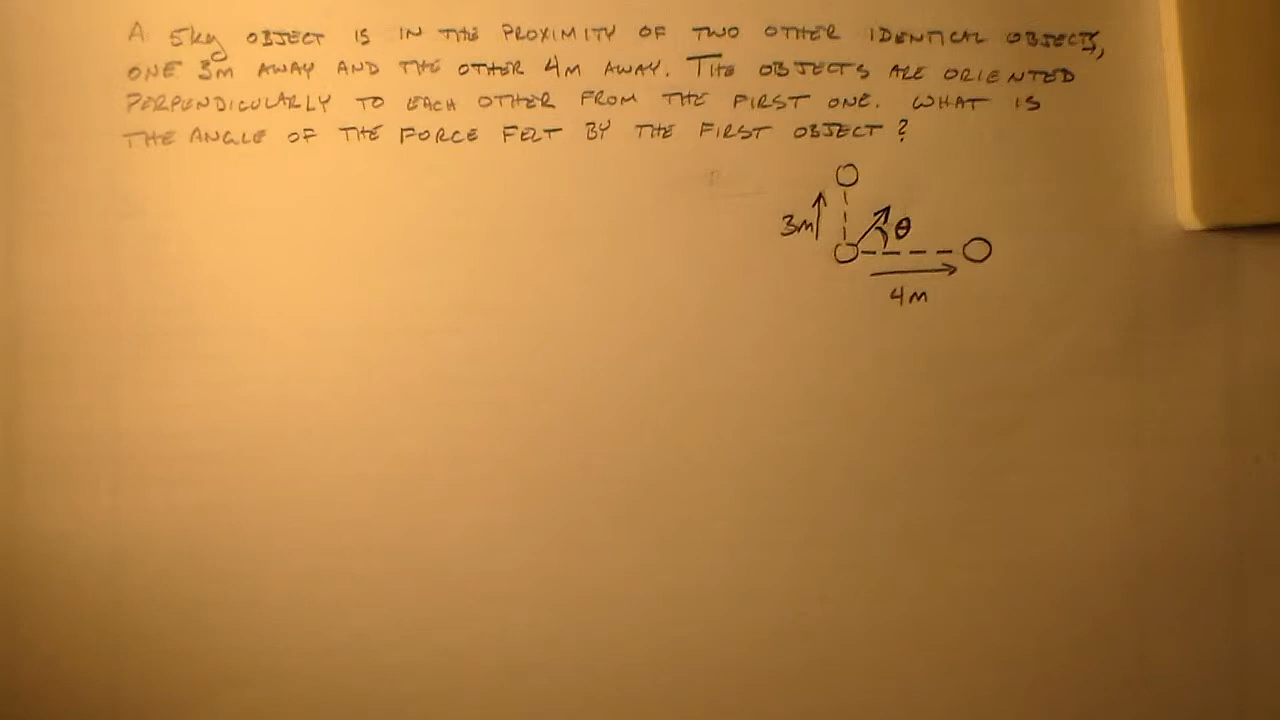 A 5kg OBJECT IS IN THE PROXIMITY OF TWO OTHER IDENTICAL OBJECTS,
ONE 3m AWAY AND THE OTHER 4m AWAY. THE OBJECTS ARE ORIENTED
PERPENDICULARLY TO EACH OTHER FROM THE FIRST ONE. WHAT IS
THE ANGLE OF THE FORCE FELT BY THE FIRST OBJECT?
3m
θ
4m